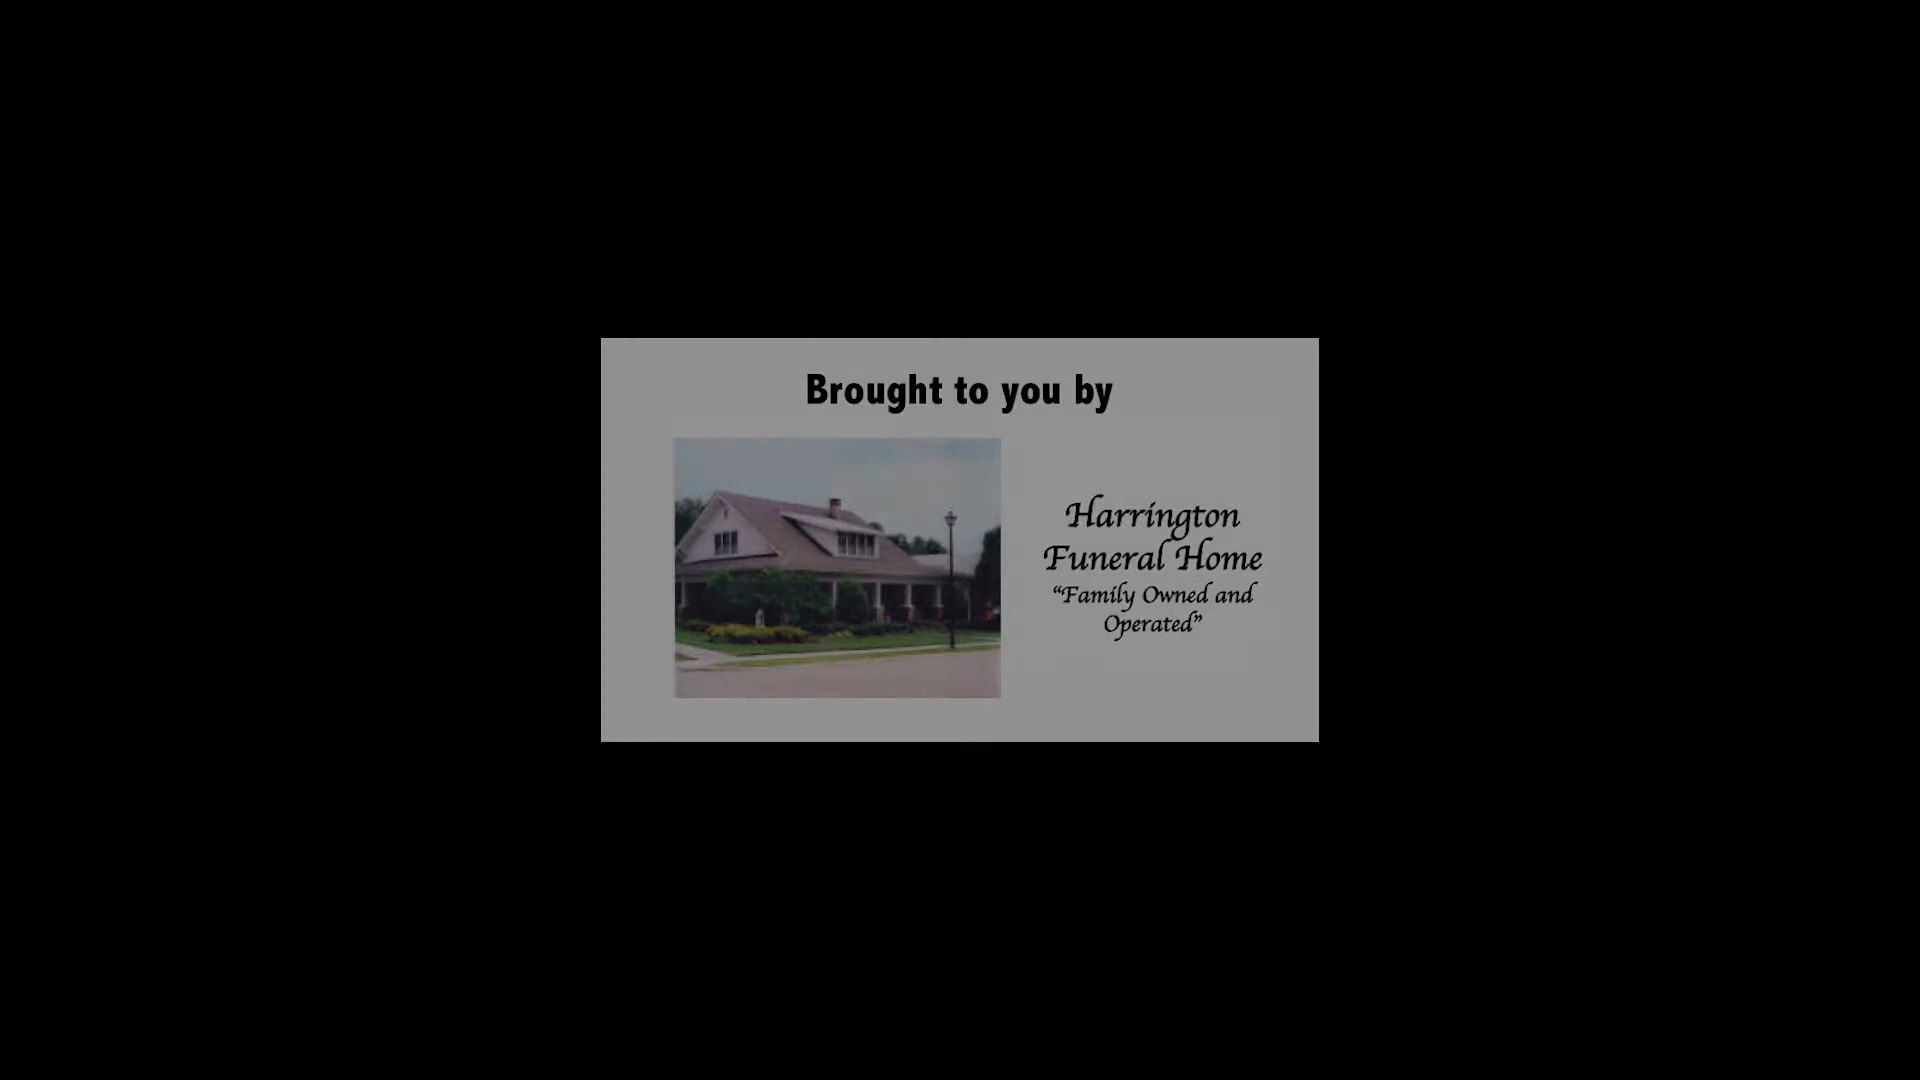 Brought to you by
Harrington
Funeral Home
“Family Owned and
Operated”